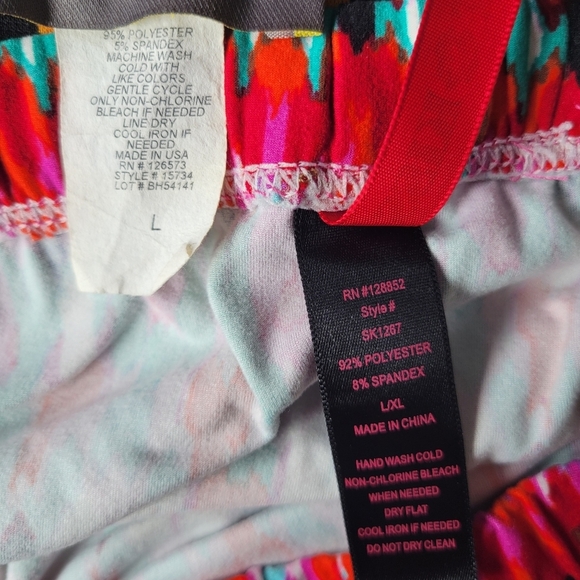 95% POLYESTER
5% SPANDEX
MACHINE WASH
COLD WITH
LIKE COLORS
GENTLE CYCLE
ONLY NON-CHLORINE
BLEACH IF NEEDED
LINE DRY
COOL IRON IF
NEEDED
MADE IN USA
RN # 126573
STYLE # 15734
LOT# BH54141
L
RN #128852
Style #
SK1267
92% POLYESTER
8% SPANDEX
L/XL
MADE IN CHINA
HAND WASH COLD
NON-CHLORINE BLEACH
WHEN NEEDED
DRY FLAT
COOL IRON IF NEEDED
DO NOT DRY CLEAN